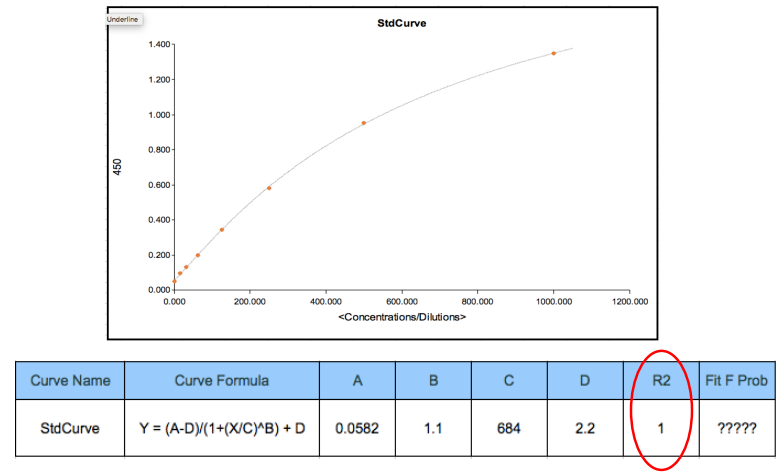 Underline
StdCurve
1.400
1.200
1.000
0.800
0.600
0.400
0.200
0.000
450
0.000 200.000 400.000 600.000 800.000 1000.000 1200.000
<Concentrations/Dilutions>
Curve Name Curve Formula A B C D R2 Fit F Prob
StdCurve Y = (A-D)/(1+(X/C)^B) + D 0.0582 1.1 684 2.2 1 ?????